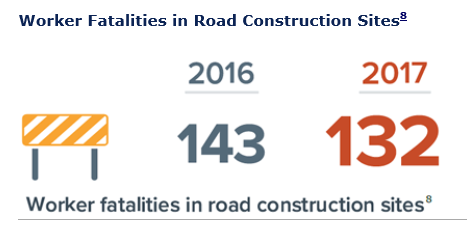 Worker Fatalities in Road Construction Sites8
2016 2017
143 132
Worker fatalities in road construction sites8